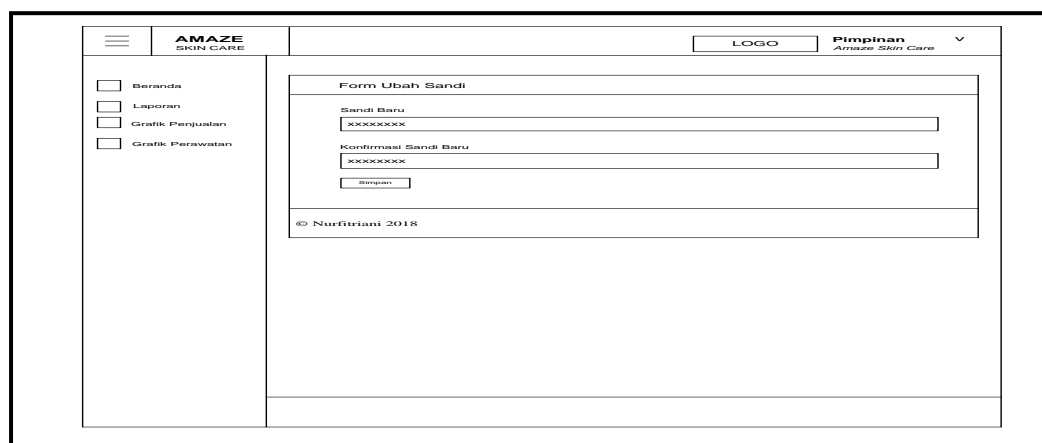 AMAZE
SKIN CARE
LOGO
Pimpinan
Amaze Skin Care
V
Beranda
Laporan
Grafik Penjualan
Grafik Perawatan
Form Ubah Sandi
Sandi Baru
xxxxxxxx
Konfirmasi Sandi Baru
xxxxxxxx
Simpan
© Nurfitriani 2018